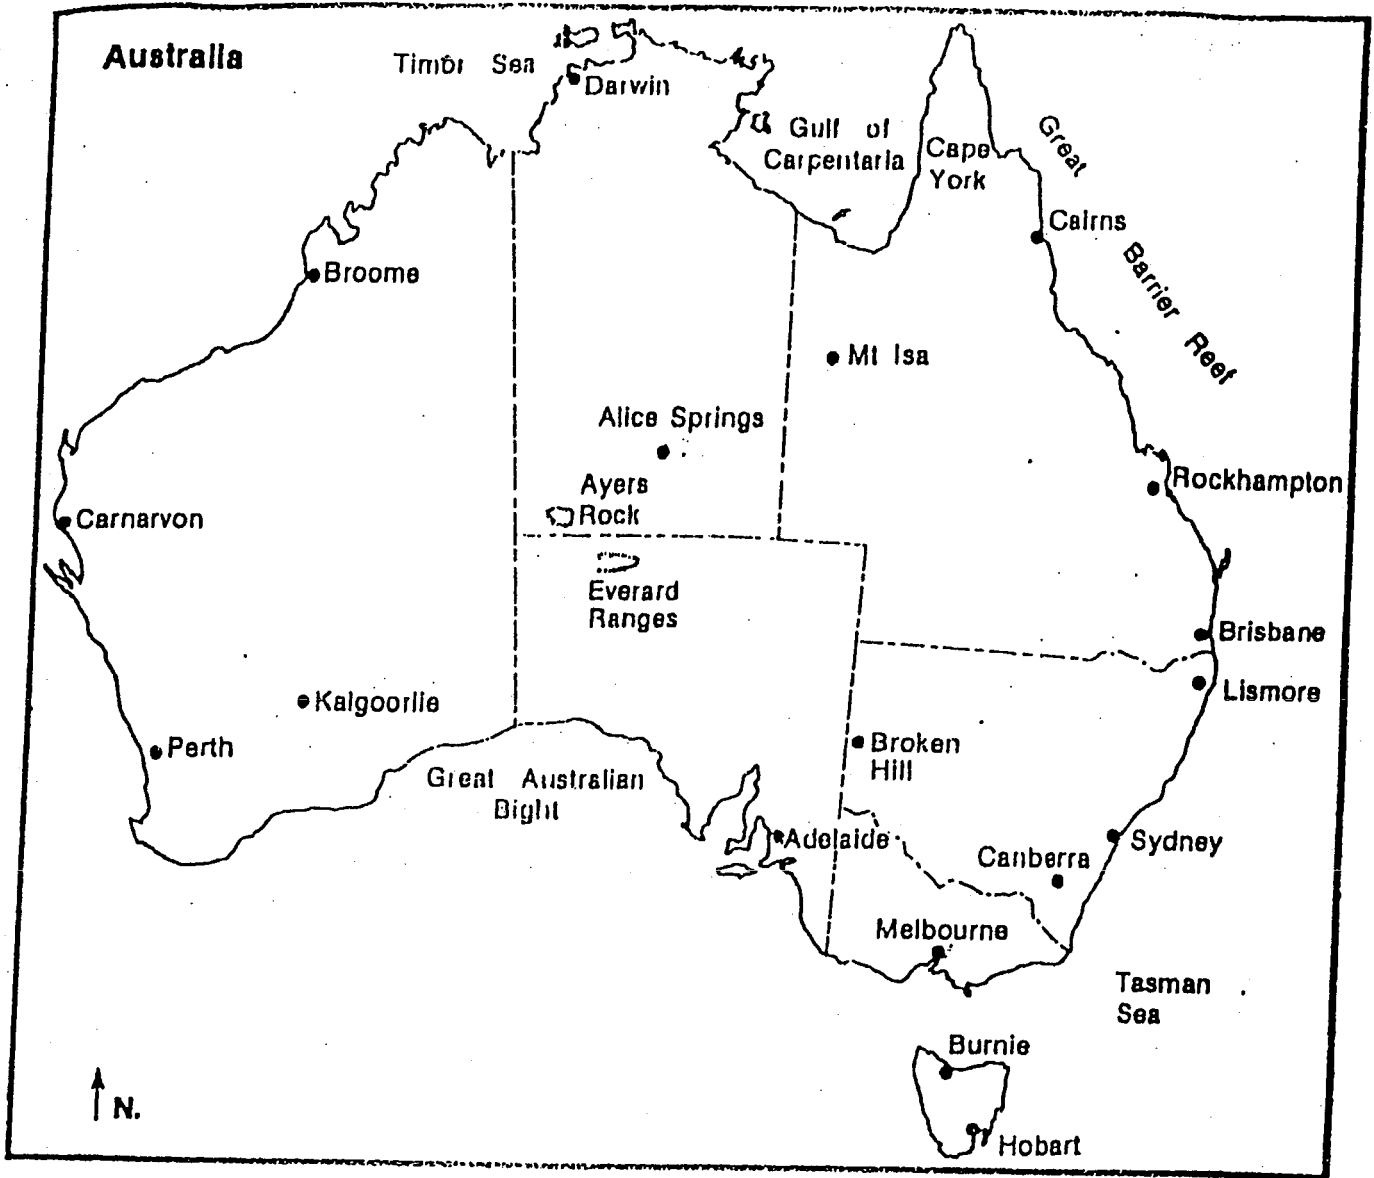 Australia
Timor Sea
Darwin
Gulf of
Carpentaria
Cape
York
Great
Barrier Reef
Cairns
Broome
Mt Isa
Alice Springs
Ayers
Rock
Rockhampton
Carnarvon
Everard
Ranges
Brisbane
Lismore
Kalgoorlie
Perth
Broken
Hill
Great Australian
Bight
Adelaide
Sydney
Canberra
Melbourne
Tasman
Sea
Burnie
N.
Hobart